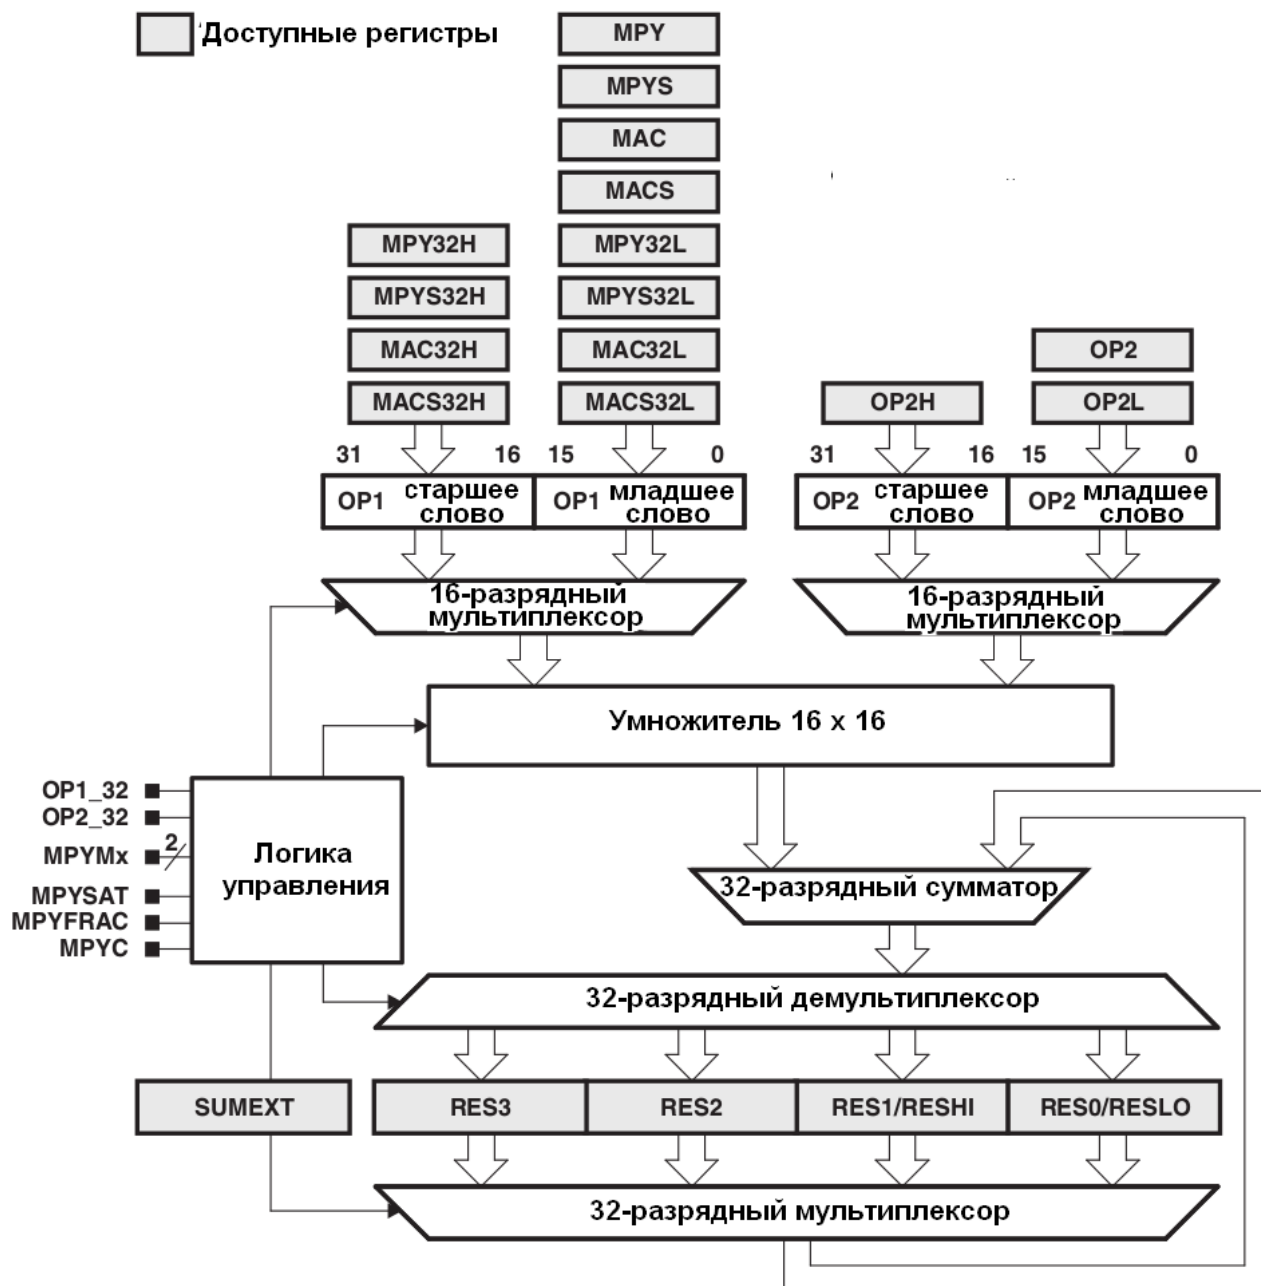 Доступные регистры
MPY
MPYS
MAC
MACS
MPY32H
MPY32L
MPYS32H
MPYS32L
MAC32H
MAC32L
OP2
MACS32H
MACS32L
OP2H
OP2L
31 16 15 0 31 16 15 0
OP1 старшее слово
OP1 младшее слово
OP2 старшее слово
OP2 младшее слово
16-разрядный
мультиплексор
16-разрядный
мультиплексор
Умножитель 16 x 16
OP1_32
OP2_32
MPYMx
2
MPYSAT
MPYFRAC
MPYC
Логика
управления
32-разрядный сумматор
32-разрядный демультиплексор
SUMEXT
RES3
RES2
RES1/RESHI
RES0/RESLO
32-разрядный мультиплексор